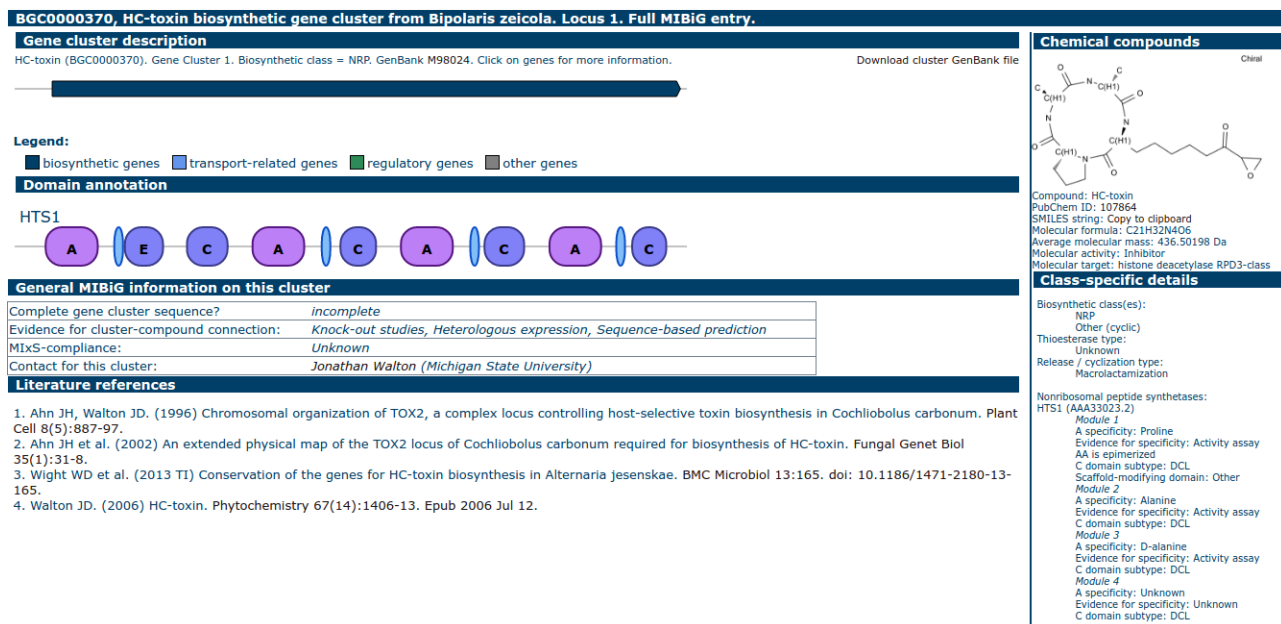 BGC0000370, HC-toxin biosynthetic gene cluster from Bipolaris zeicola. Locus 1. Full MIBiG entry.
Gene cluster description
HC-toxin (BGC0000370). Gene Cluster 1. Biosynthetic class = NRP. GenBank M98024. Click on genes for more information.
Download cluster GenBank file
Legend:
biosynthetic genes transport-related genes regulatory genes other genes
Domain annotation
HTS1
A E C A C A C A C
General MIBiG information on this cluster
Complete gene cluster sequence? incomplete
Evidence for cluster-compound connection: Knock-out studies, Heterologous expression, Sequence-based prediction
MIxS-compliance: Unknown
Contact for this cluster: Jonathan Walton (Michigan State University)
Literature references
1. Ahn JH, Walton JD. (1996) Chromosomal organization of TOX2, a complex locus controlling host-selective toxin biosynthesis in Cochliobolus carbonum. Plant
Cell 8(5):887-97.
2. Ahn JH et al. (2002) An extended physical map of the TOX2 locus of Cochliobolus carbonum required for biosynthesis of HC-toxin. Fungal Genet Biol
35(1):31-8.
3. Wight WD et al. (2013 TI) Conservation of the genes for HC-toxin biosynthesis in Alternaria jesenskae. BMC Microbiol 13:165. doi: 10.1186/1471-2180-13-
165.
4. Walton JD. (2006) HC-toxin. Phytochemistry 67(14):1406-13. Epub 2006 Jul 12.
Chemical compounds
Chiral
O C
N C(H1)
C
C(H1) O
N N
C(H1) O
O
C(H1) N
O O
Compound: HC-toxin
PubChem ID: 107864
SMILES string: Copy to clipboard
Molecular formula: C21H32N4O6
Average molecular mass: 436.50198 Da
Molecular activity: Inhibitor
Molecular target: histone deacetylase RPD3-class
Class-specific details
Biosynthetic class(es):
NRP
Other (cyclic)
Thioesterase type:
Unknown
Release / cyclization type:
Macrolactamization
Nonribosomal peptide synthetases:
HTS1 (AAA33023.2)
Module 1
A specificity: Proline
Evidence for specificity: Activity assay
AA is epimerized
C domain subtype: DCL
Scaffold-modifying domain: Other
Module 2
A specificity: Alanine
Evidence for specificity: Activity assay
C domain subtype: DCL
Module 3
A specificity: D-alanine
Evidence for specificity: Activity assay
C domain subtype: DCL
Module 4
A specificity: Unknown
Evidence for specificity: Unknown
C domain subtype: DCL